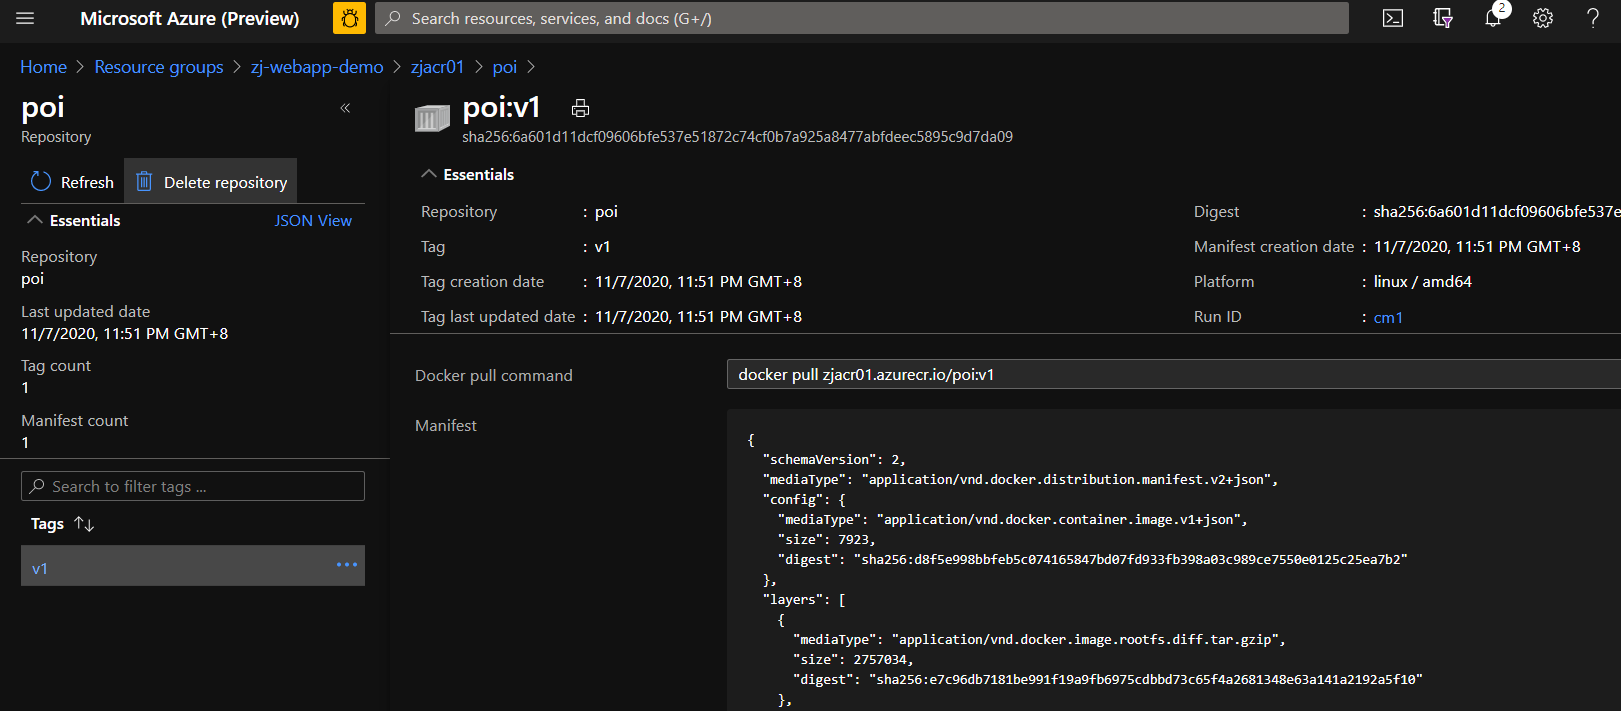 Microsoft Azure (Preview)
Search resources, services, and docs (G+/)
2
Home > Resource groups > zj-webapp-demo > zjacr01 > poi >
poi
Repository
Refresh
Delete repository
Essentials
JSON View
Repository
poi
Last updated date
11/7/2020, 11:51 PM GMT+8
Tag count
1
Manifest count
1
Search to filter tags ...
Tags
v1
poi:v1
sha256:6a601d11dcf09606bfe537e51872c74cf0b7a925a8477abfdeec5895c9d7da09
Essentials
Repository : poi
Tag : v1
Tag creation date : 11/7/2020, 11:51 PM GMT+8
Tag last updated date : 11/7/2020, 11:51 PM GMT+8
Digest : sha256:6a601d11dcf09606bfe537e
Manifest creation date : 11/7/2020, 11:51 PM GMT+8
Platform : linux / amd64
Run ID : cm1
Docker pull command
docker pull zjacr01.azurecr.io/poi:v1
Manifest
{
"schemaVersion": 2,
"mediaType": "application/vnd.docker.distribution.manifest.v2+json",
"config": {
"mediaType": "application/vnd.docker.container.image.v1+json",
"size": 7923,
"digest": "sha256:d8f5e998bbfeb5c074165847bd07fd933fb398a03c989ce7550e0125c25ea7b2"
},
"layers": [
{
"mediaType": "application/vnd.docker.image.rootfs.diff.tar.gzip",
"size": 2757034,
"digest": "sha256:e7c96db7181be991f19a9fb6975cdbbd73c65f4a2681348e63a141a2192a5f10"
},